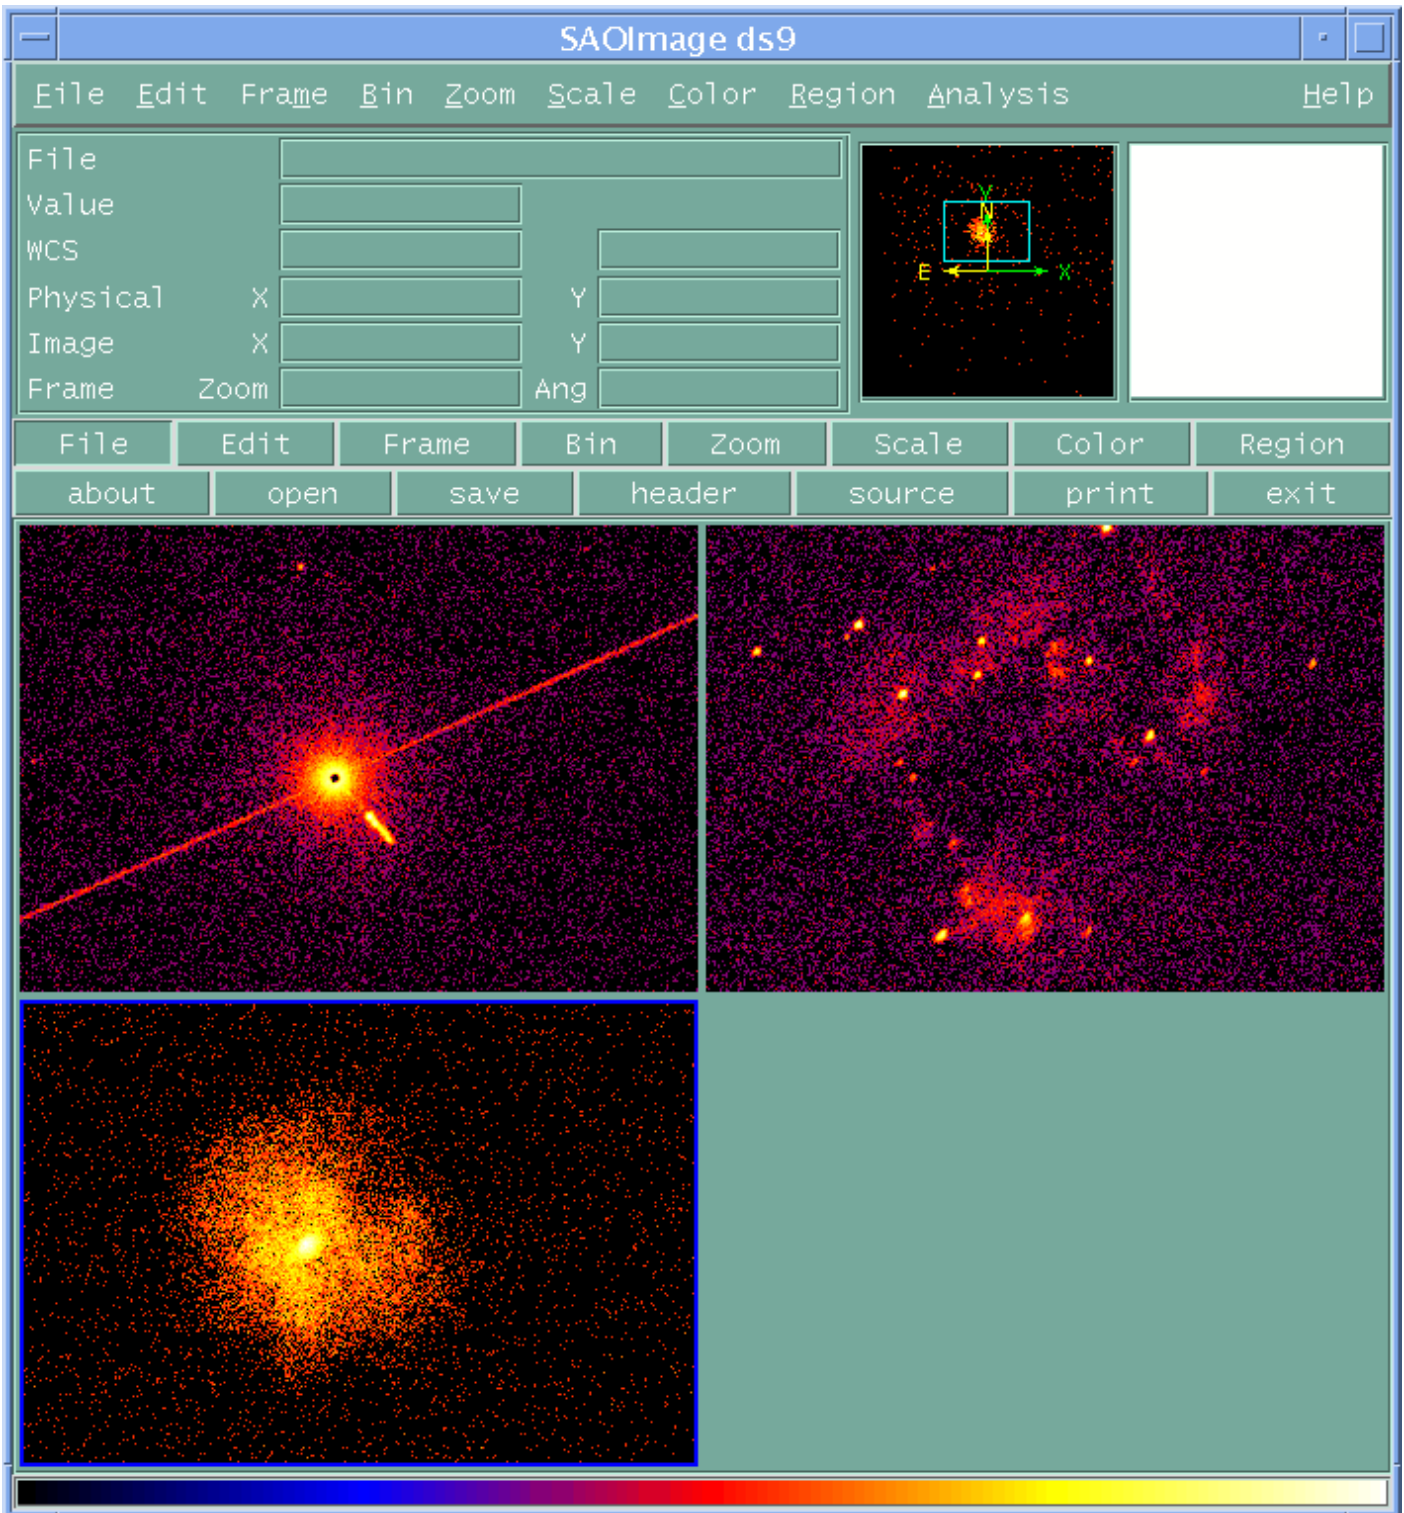 SAOImage ds9
File Edit Frame Bin Zoom Scale Color Region Analysis Help
File
Value
WCS
Physical X Y
Image X Y
Frame Zoom Ang
Y
N
E X
File Edit Frame Bin Zoom Scale Color Region
about open save header source print exit